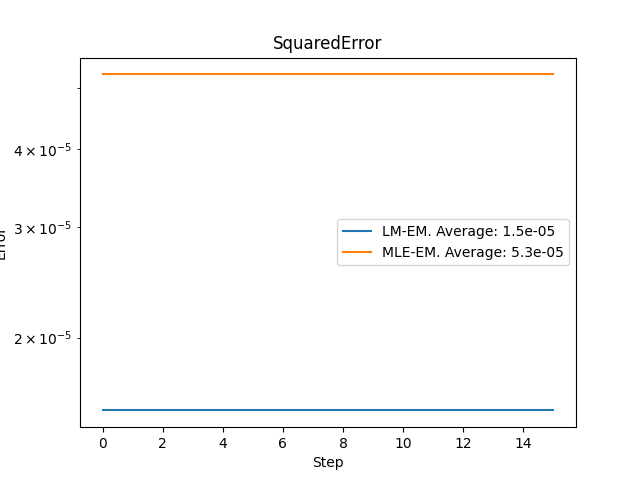 SquaredError
4 × 10⁻⁵
3 × 10⁻⁵
2 × 10⁻⁵
Error
LM-EM. Average: 1.5e-05
MLE-EM. Average: 5.3e-05
0 2 4 6 8 10 12 14
Step